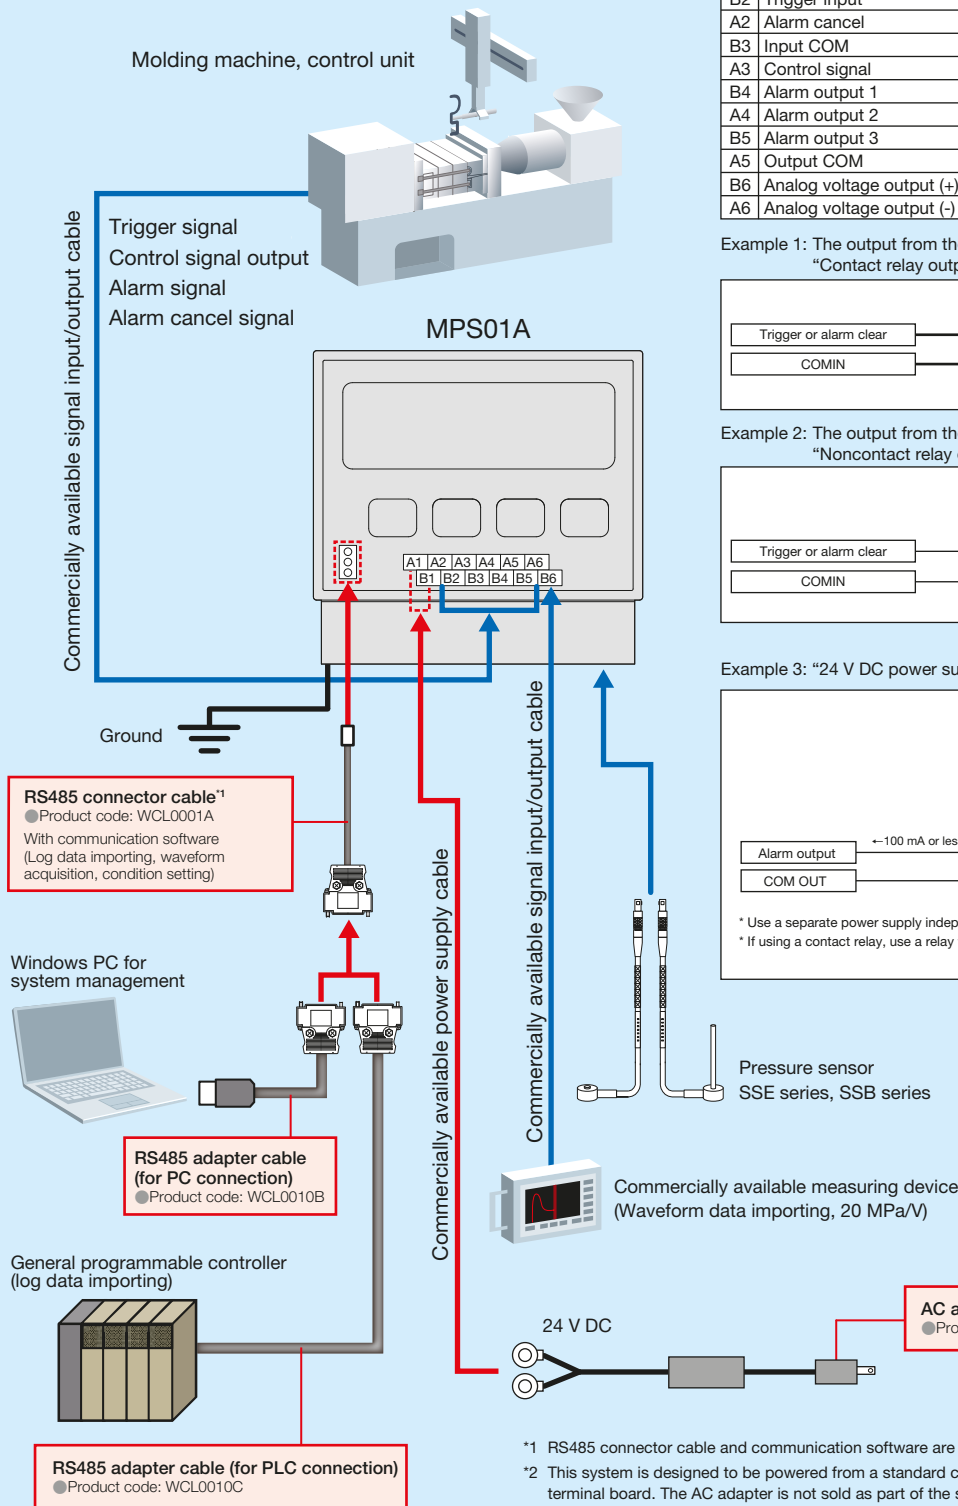 Molding machine, control unit
Trigger signal
Control signal output
Alarm signal
Alarm cancel signal
Commercially available signal input/output cable
MPS01A
A1 A2 A3 A4 A5 A6
B1 B2 B3 B4 B5 B6
Ground
RS485 connector cable*1
●Product code: WCL0001A
With communication software
(Log data importing, waveform
acquisition, condition setting)
Windows PC for
system management
RS485 adapter cable
(for PC connection)
●Product code: WCL0010B
General programmable controller
(log data importing)
RS485 adapter cable (for PLC connection)
●Product code: WCL0010C
Commercially available power supply cable
Commercially available signal input/output cable
Pressure sensor
SSE series, SSB series
Commercially available measuring device
(Waveform data importing, 20 MPa/V)
24 V DC
AC a
●Pro
B2 Trigger input
A2 Alarm cancel
B3 Input COM
A3 Control signal
B4 Alarm output 1
A4 Alarm output 2
B5 Alarm output 3
A5 Output COM
B6 Analog voltage output (+)
A6 Analog voltage output (-)
Example 1: The output from th
“Contact relay outp
Trigger or alarm clear
COMIN
Example 2: The output from th
“Noncontact relay
Trigger or alarm clear
COMIN
Example 3: “24 V DC power su
Alarm output
←100 mA or les
COM OUT
* Use a separate power supply indep
* If using a contact relay, use a relay
*1 RS485 connector cable and communication software are
*2 This system is designed to be powered from a standard c
terminal board. The AC adapter is not sold as part of the s